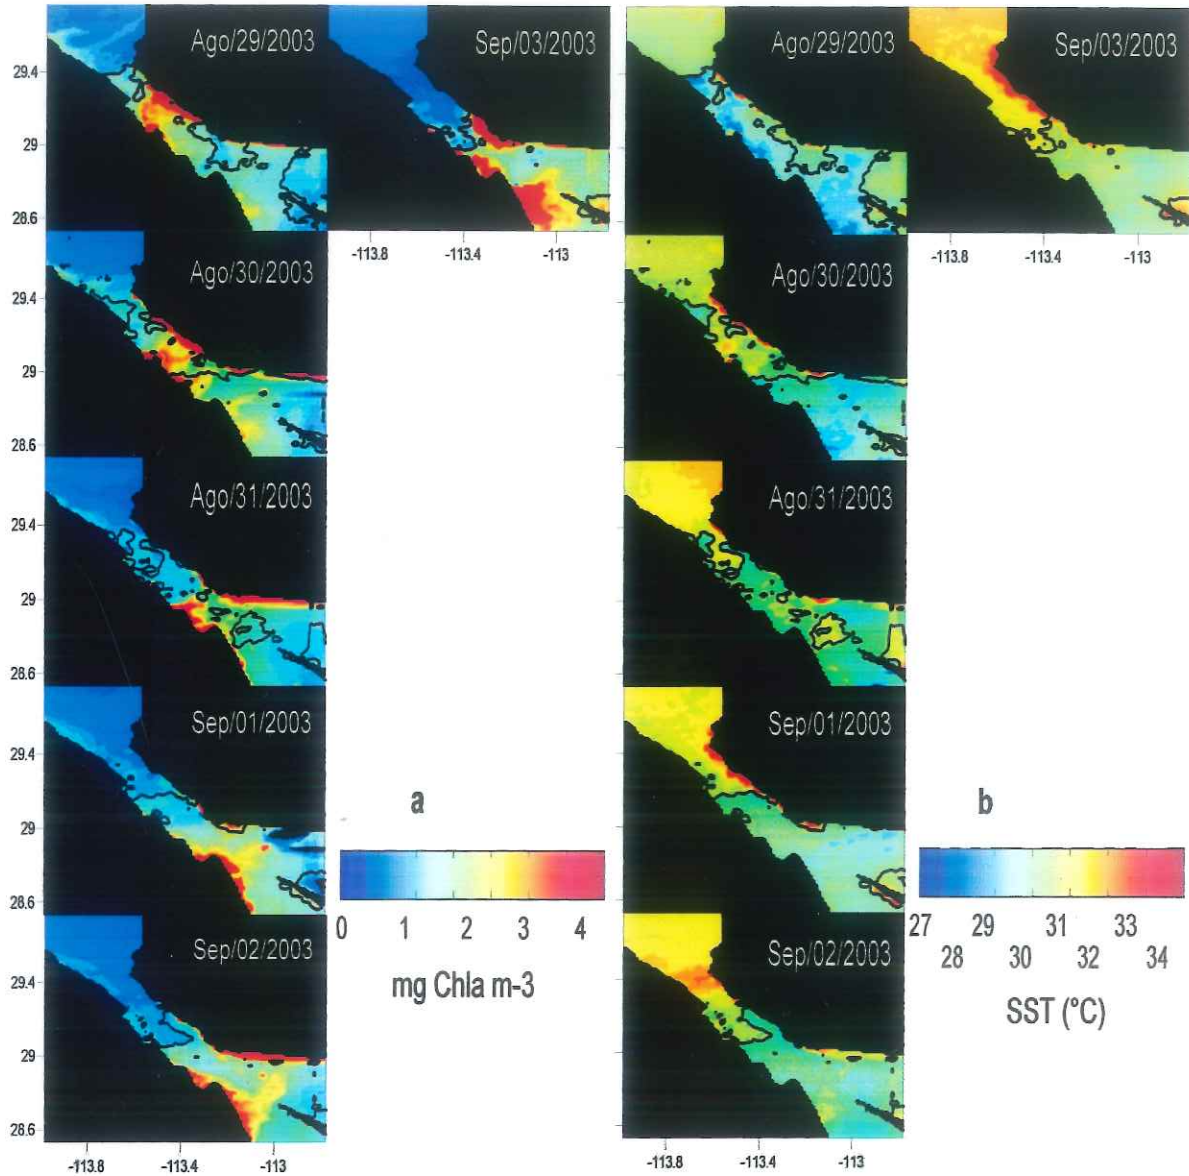 Ago/29/2003
Sep/03/2003
29.4
29
28.6
-113.8 -113.4 -113
Ago/30/2003
29.4
29
28.6
Ago/31/2003
29.4
29
28.6
Sep/01/2003
29.4
29
28.6
Sep/02/2003
29.4
29
28.6
-113.8 -113.4 -113
a
0 1 2 3 4
mg Chla m-3
Ago/29/2003
Sep/03/2003
-113.8 -113.4 -113
Ago/30/2003
Ago/31/2003
Sep/01/2003
Sep/02/2003
-113.8 -113.4 -113
b
27 29 31 33
28 30 32 34
SST (°C)